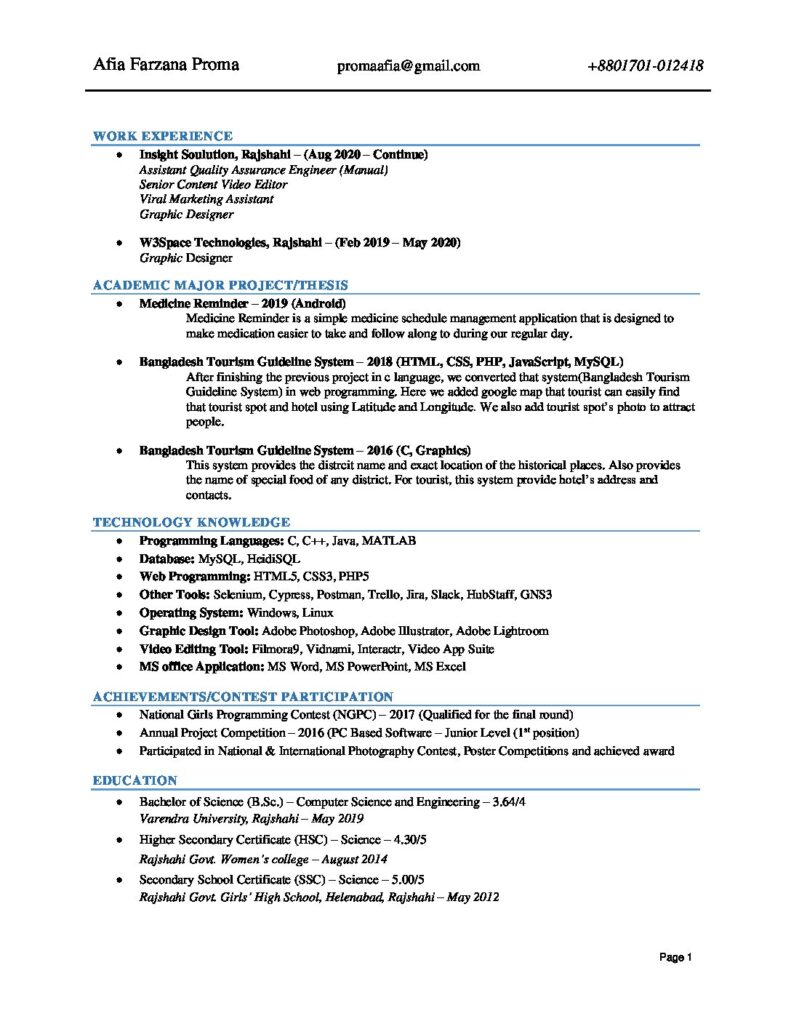 Afia Farzana Proma promaafia@gmail.com +8801701-012418
WORK EXPERIENCE
• Insight Soulution, Rajshahi – (Aug 2020 – Continue)
Assistant Quality Assurance Engineer (Manual)
Senior Content Video Editor
Viral Marketing Assistant
Graphic Designer
• W3Space Technologies, Rajshahi – (Feb 2019 – May 2020)
Graphic Designer
ACADEMIC MAJOR PROJECT/THESIS
• Medicine Reminder – 2019 (Android)
Medicine Reminder is a simple medicine schedule management application that is designed to
make medication easier to take and follow along to during our regular day.
• Bangladesh Tourism Guideline System – 2018 (HTML, CSS, PHP, JavaScript, MySQL)
After finishing the previous project in c language, we converted that system(Bangladesh Tourism
Guideline System) in web programming. Here we added google map that tourist can easily find
that tourist spot and hotel using Latitude and Longitude. We also add tourist spot's photo to attract
people.
• Bangladesh Tourism Guideline System – 2016 (C, Graphics)
This system provides the distrcit name and exact location of the historical places. Also provides
the name of special food of any district. For tourist, this system provide hotel's address and
contacts.
TECHNOLOGY KNOWLEDGE
• Programming Languages: C, C++, Java, MATLAB
• Database: MySQL, HeidiSQL
• Web Programming: HTML5, CSS3, PHP5
• Other Tools: Selenium, Cypress, Postman, Trello, Jira, Slack, HubStaff, GNS3
• Operating System: Windows, Linux
• Graphic Design Tool: Adobe Photoshop, Adobe Illustrator, Adobe Lightroom
• Video Editing Tool: Filmora9, Vidnami, Interactr, Video App Suite
• MS office Application: MS Word, MS PowerPoint, MS Excel
ACHIEVEMENTS/CONTEST PARTICIPATION
• National Girls Programming Contest (NGPC) – 2017 (Qualified for the final round)
• Annual Project Competition – 2016 (PC Based Software – Junior Level (1st position)
• Participated in National & International Photography Contest, Poster Competitions and achieved award
EDUCATION
• Bachelor of Science (B.Sc.) – Computer Science and Engineering – 3.64/4
Varendra University, Rajshahi – May 2019
• Higher Secondary Certificate (HSC) – Science – 4.30/5
Rajshahi Govt. Women's college – August 2014
• Secondary School Certificate (SSC) – Science – 5.00/5
Rajshahi Govt. Girls' High School, Helenabad, Rajshahi – May 2012
Page 1